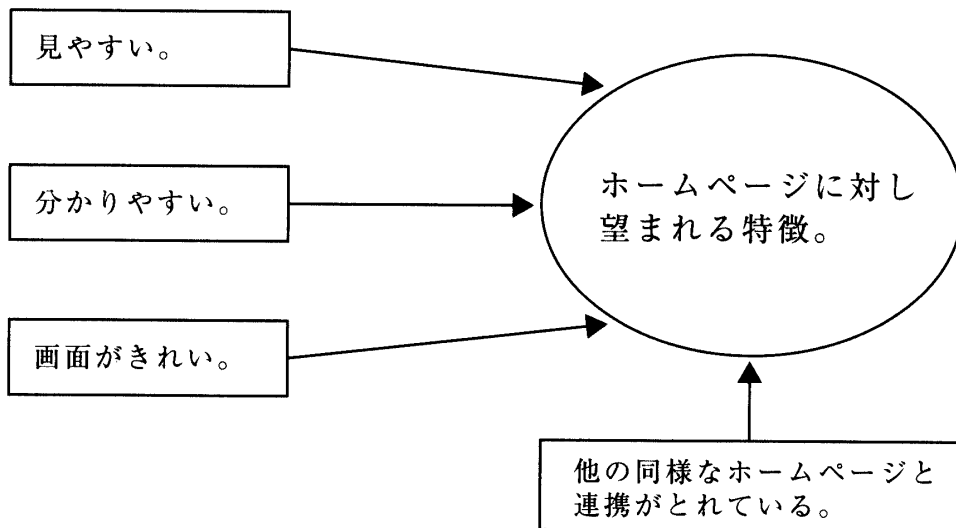 見やすい。
分かりやすい。
画面がきれい。
ホームページに対し
望まれる特徴。
他の同様なホームページと
連携がとれている。